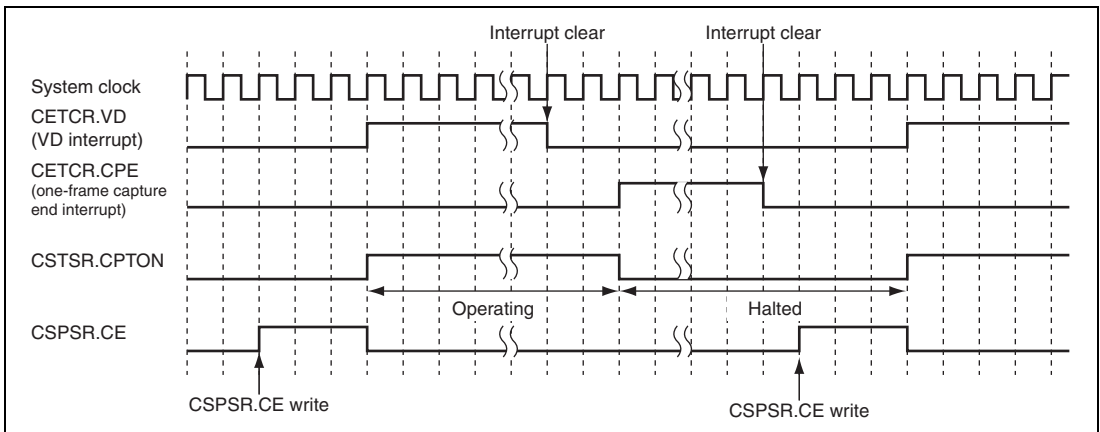 Interrupt clear Interrupt clear
System clock
CETCR.VD
(VD interrupt)
CETCR.CPE
(one-frame capture
end interrupt)
CSTSR.CPTON
Operating Halted
CSPSR.CE
CSPSR.CE write
CSPSR.CE write